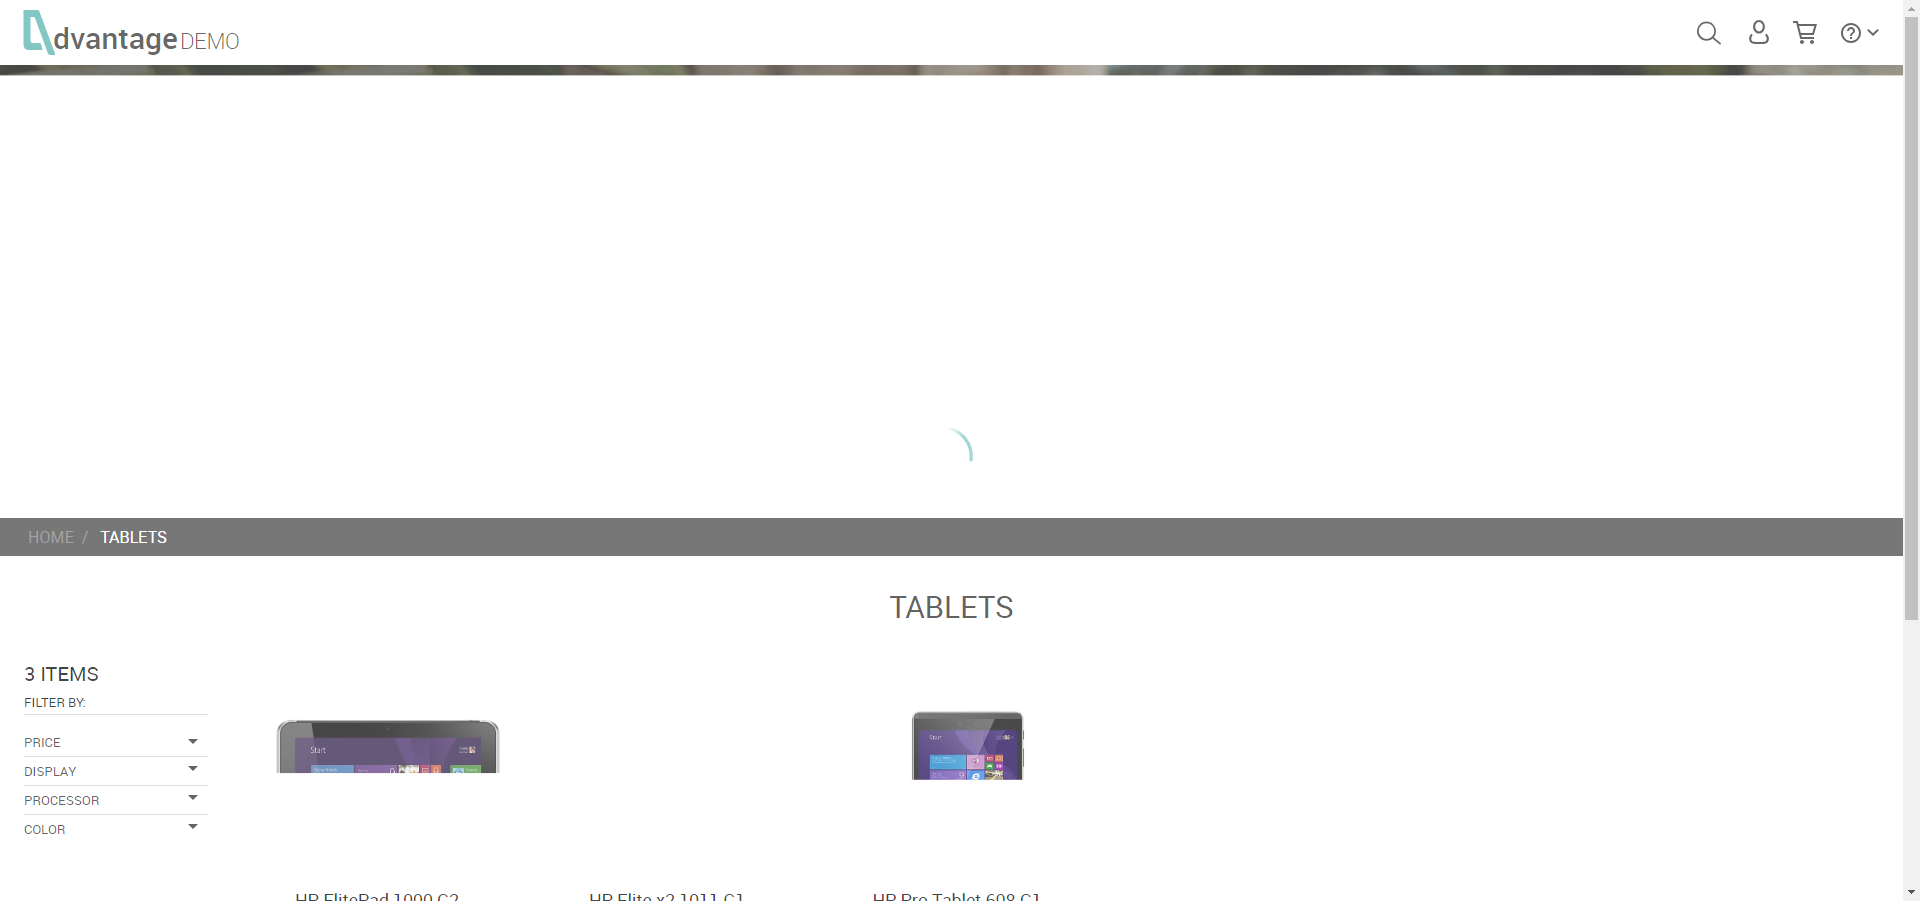 dvantage DEMO
HOME / TABLETS
TABLETS
3 ITEMS
FILTER BY:
PRICE
DISPLAY
PROCESSOR
COLOR
Start
Start
HP ElitePad 1000 G2
HP Elite x2 1011 G1
HP Pro Tablet 608 G1